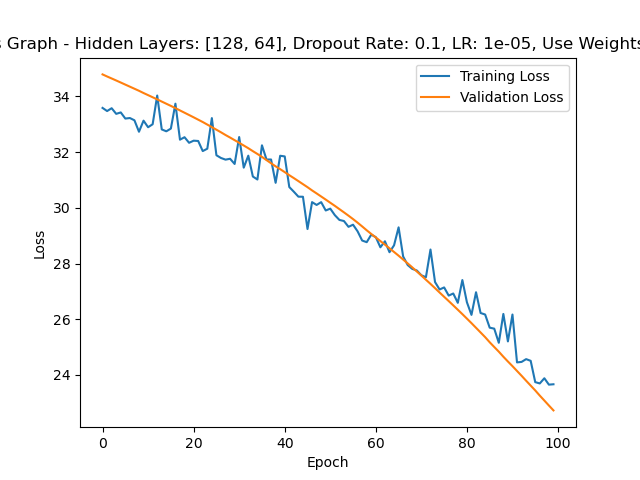 Graph - Hidden Layers: [128, 64], Dropout Rate: 0.1, LR: 1e-05, Use Weights
Training Loss
Validation Loss
Loss
34
32
30
28
26
24
0 20 40 60 80 100
Epoch